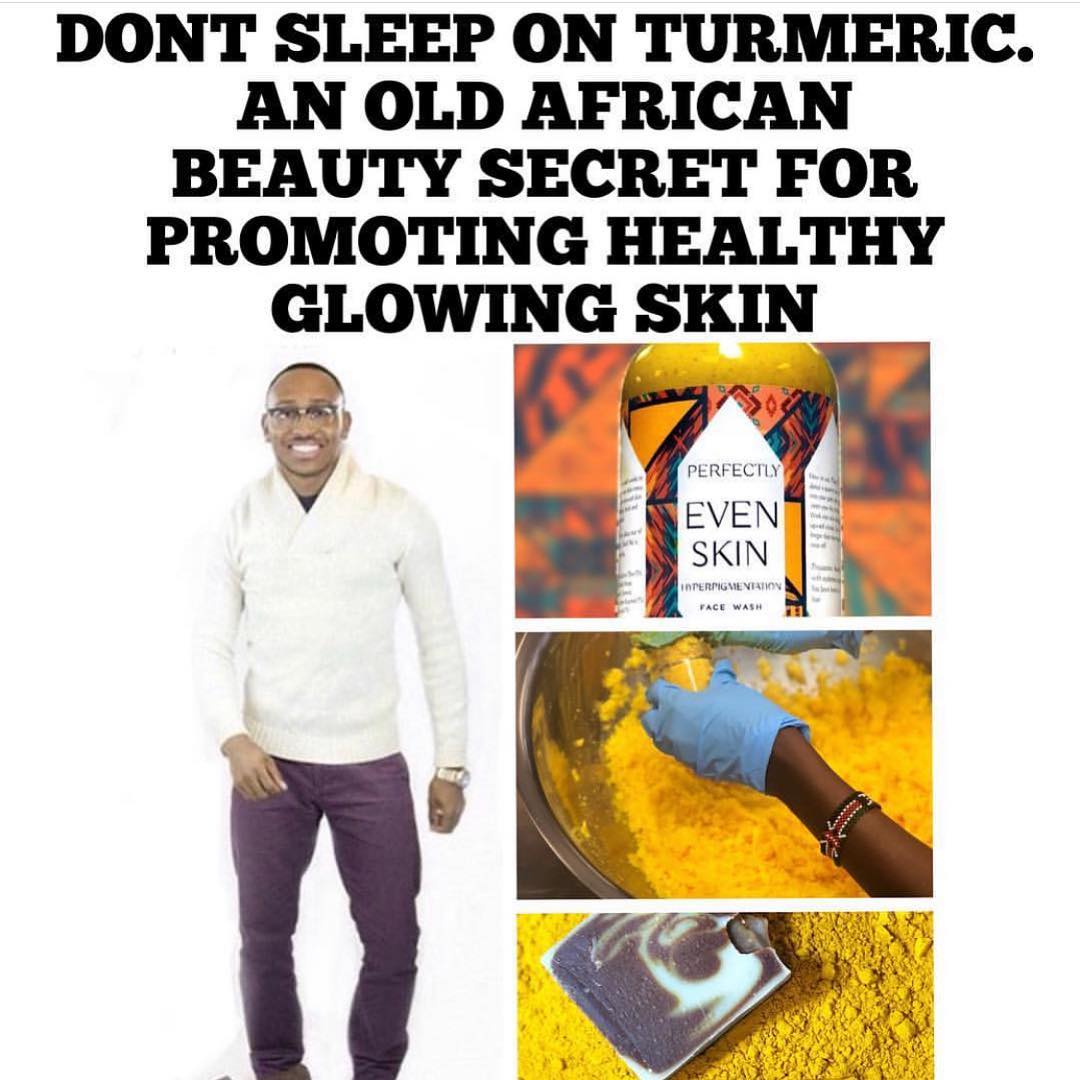 DONT SLEEP ON TURMERIC.
AN OLD AFRICAN
BEAUTY SECRET FOR
PROMOTING HEALTHY
GLOWING SKIN
PERFECTLY
EVEN
SKIN
HYPERPIGMENTATION
FACE WASH